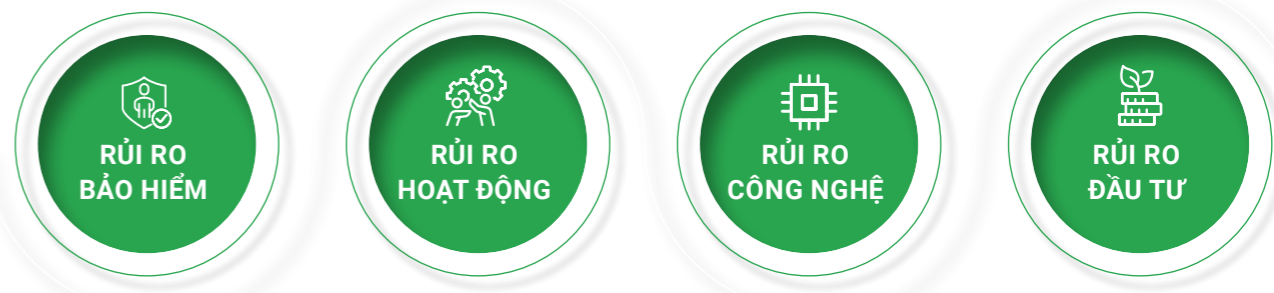 RỦI RO
BẢO HIỂM
RỦI RO
HOẠT ĐỘNG
RỦI RO
CÔNG NGHỆ
RỦI RO
ĐẦU TƯ